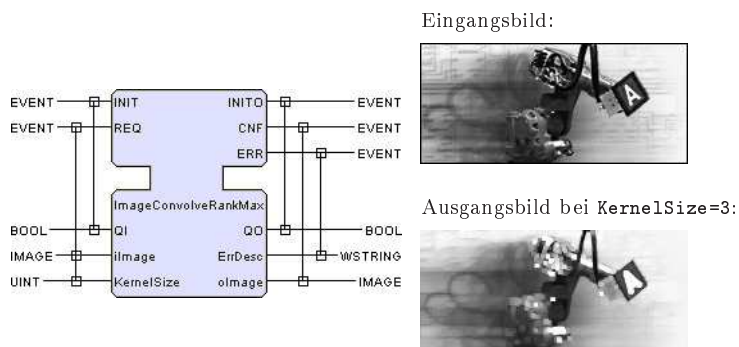 Eingangsbild:
EVENT INIT INITO EVENT
EVENT REQ CNF EVENT
ERR EVENT
ImageConvolveRankMax
BOOL QI QO BOOL
IMAGE iImage ErrDesc WSTRING
UINT KernelSize oImage IMAGE
A
Ausgangsbild bei KernelSize=3:
A